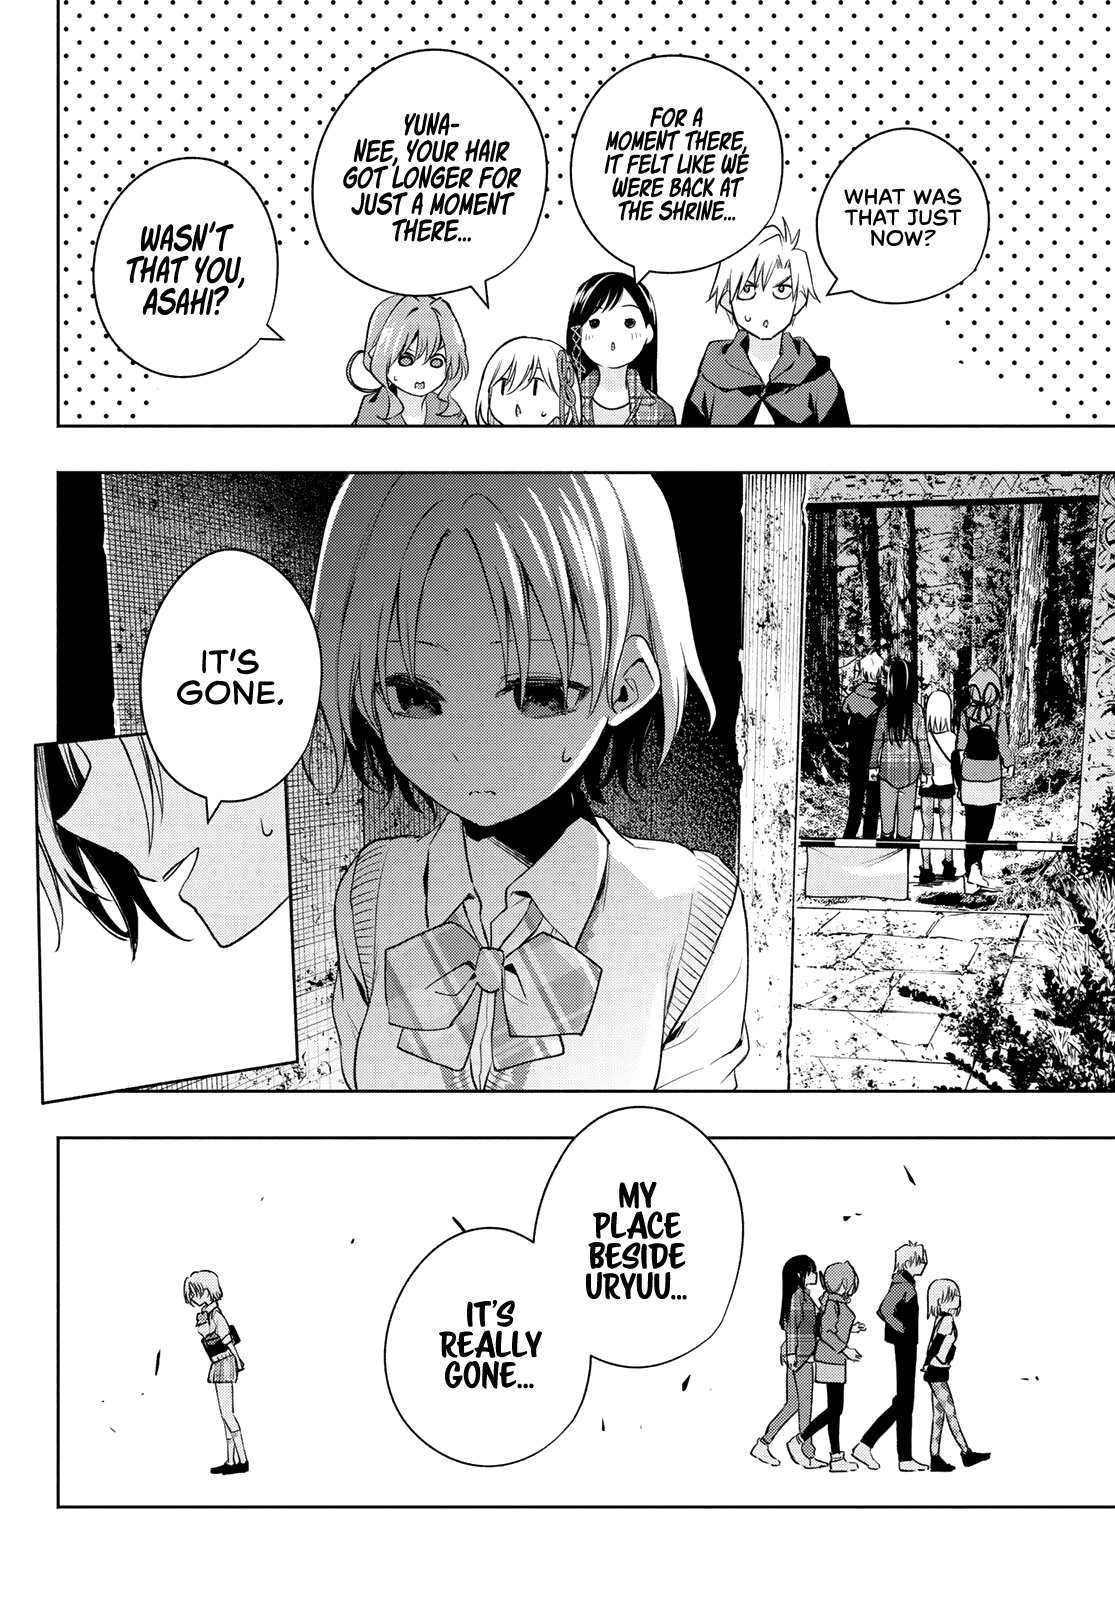 WHAT WAS
THAT JUST
NOW?
FOR A
MOMENT THERE,
IT FELT LIKE WE
WERE BACK AT
THE SHRINE...
YUNA-
NEE, YOUR HAIR
GOT LONGER FOR
JUST A MOMENT
THERE...
WASN'T
THAT YOU,
ASAHI?
IT'S
GONE.
MY
PLACE
BESIDE
URYUU...
IT'S
REALLY
GONE...